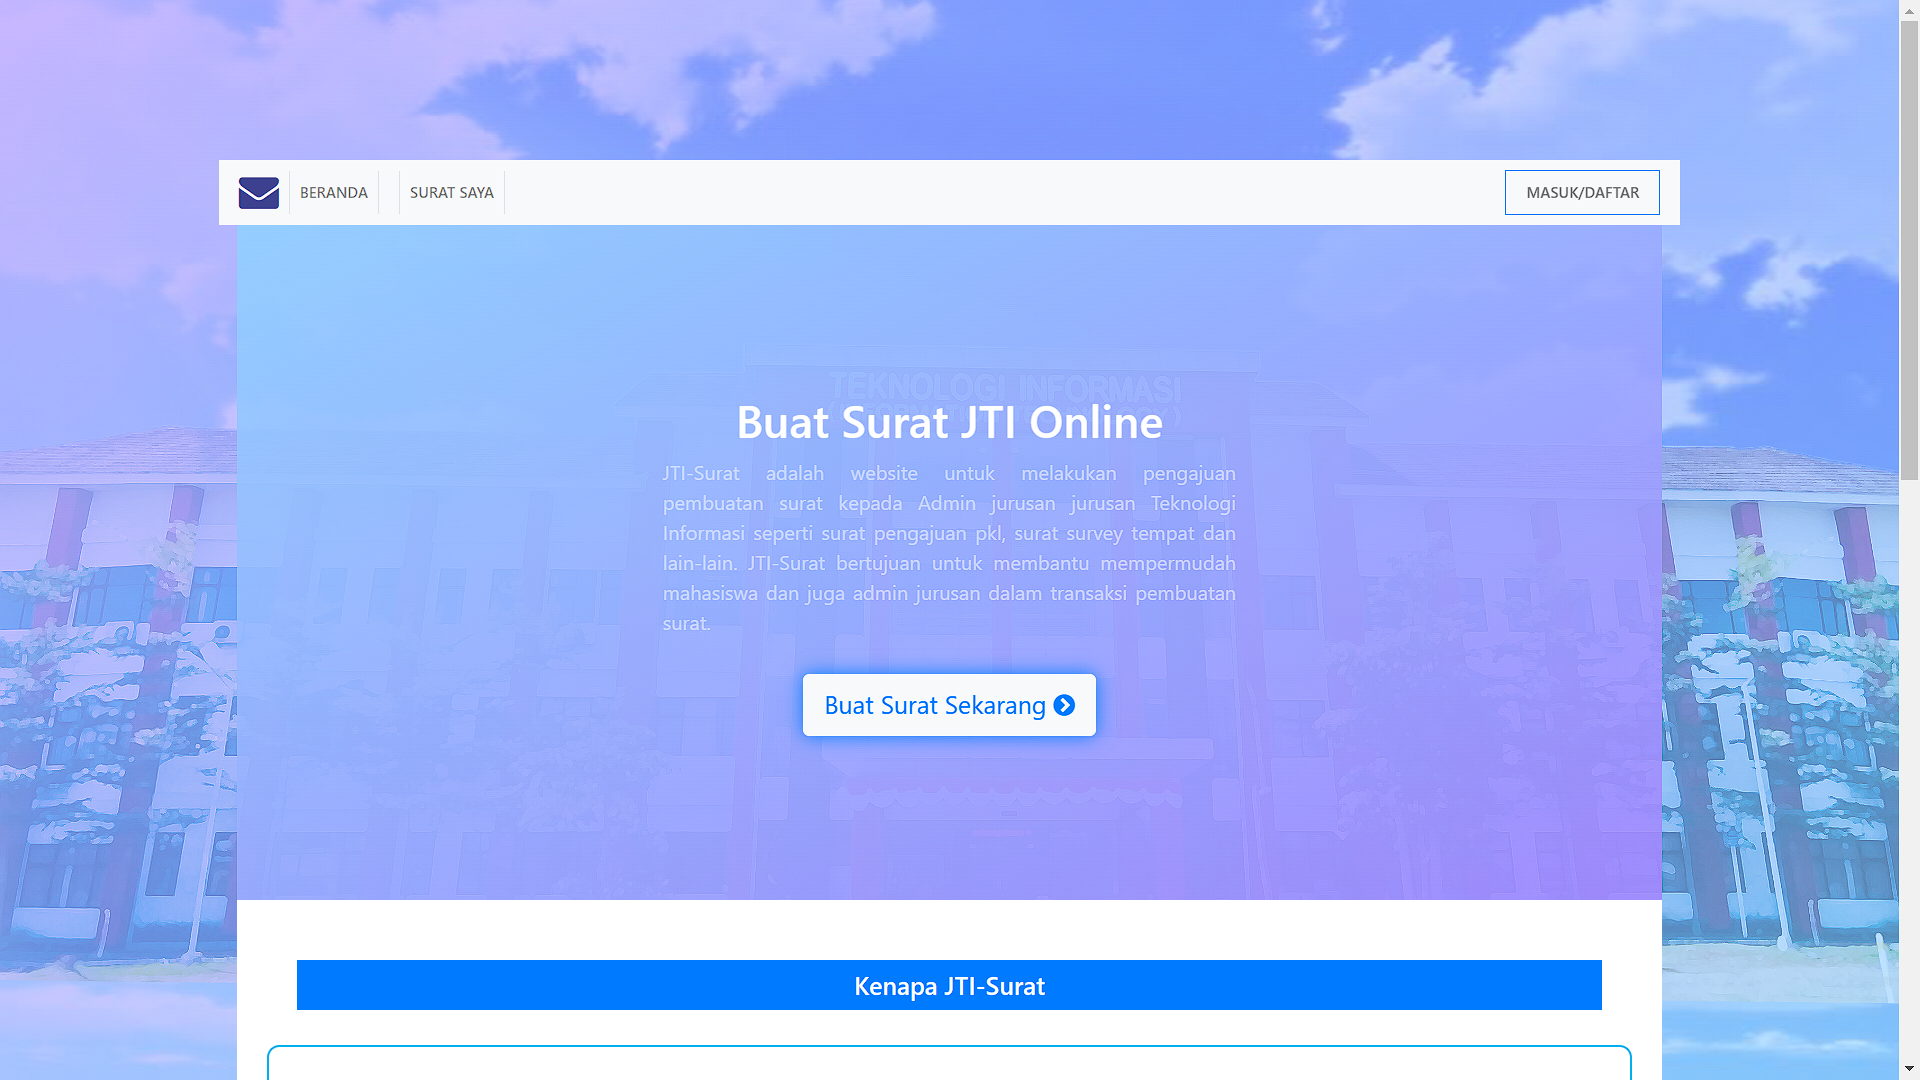 BERANDA
SURAT SAYA
MASUK/DAFTAR
TEKNOLOGI INFORMASI
Buat Surat JTI Online
JTI-Surat adalah website untuk melakukan pengajuan
pembuatan surat kepada Admin jurusan jurusan Teknologi
Informasi seperti surat pengajuan pkl, surat survey tempat dan
lain-lain. JTI-Surat bertujuan untuk membantu mempermudah
mahasiswa dan juga admin jurusan dalam transaksi pembuatan
surat.
Buat Surat Sekarang
Kenapa JTI-Surat